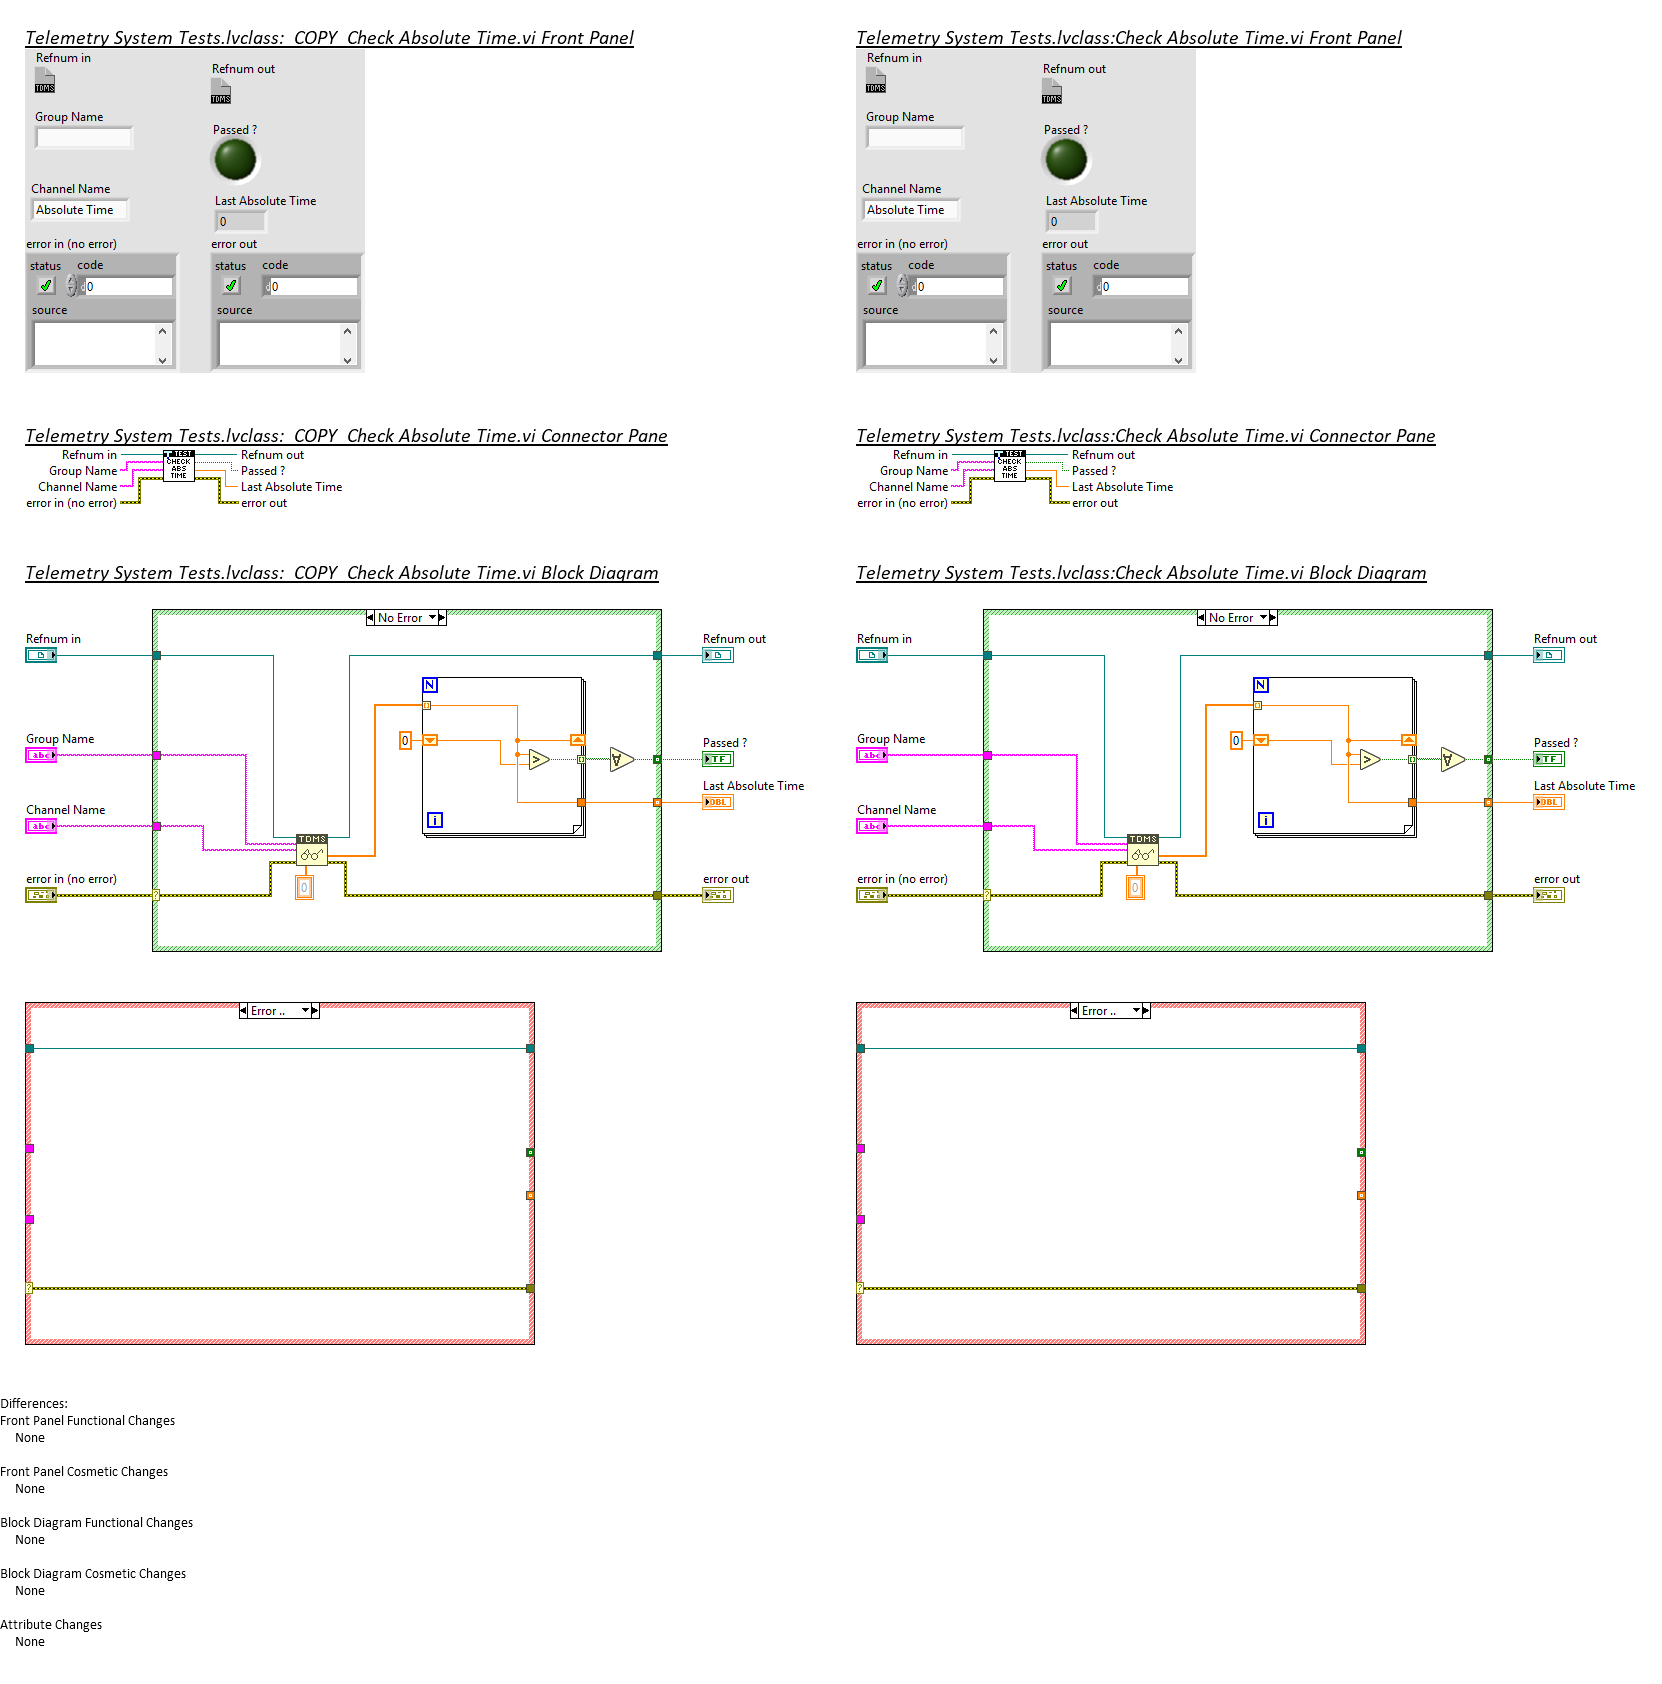 Telemetry System Tests.lvclass:  COPY  Check Absolute Time.vi Front Panel
Refnum in
TDMS
Refnum out
TDMS
Group Name
Passed ?
Channel Name
Absolute Time
Last Absolute Time
0
error in (no error)
error out
status code
0
source
status code
d0
source
Telemetry System Tests.lvclass:Check Absolute Time.vi Front Panel
Refnum in
TDMS
Refnum out
TDMS
Group Name
Passed ?
Channel Name
Absolute Time
Last Absolute Time
0
error in (no error)
error out
status code
0
source
status code
d0
source
Telemetry System Tests.lvclass:  COPY  Check Absolute Time.vi Connector Pane
Refnum in
Group Name
Channel Name
error in (no error)
TEST
CHECK
ABS
TIME
Refnum out
Passed ?
Last Absolute Time
error out
Telemetry System Tests.lvclass:Check Absolute Time.vi Connector Pane
Refnum in
Group Name
Channel Name
error in (no error)
TEST
CHECK
ABS
TIME
Refnum out
Passed ?
Last Absolute Time
error out
Telemetry System Tests.lvclass:  COPY  Check Absolute Time.vi Block Diagram
No Error
Refnum in
Refnum out
N
Group Name
abc
0
>
∀
Passed ?
TF
Channel Name
abc
Last Absolute Time
DBL
i
TDMS
error in (no error)
?
0
error out
Error ..
?
Telemetry System Tests.lvclass:Check Absolute Time.vi Block Diagram
No Error
Refnum in
Refnum out
N
Group Name
abc
0
>
∀
Passed ?
TF
Channel Name
abc
Last Absolute Time
DBL
i
TDMS
error in (no error)
?
0
error out
Error ..
?
Differences:
Front Panel Functional Changes
None
Front Panel Cosmetic Changes
None
Block Diagram Functional Changes
None
Block Diagram Cosmetic Changes
None
Attribute Changes
None